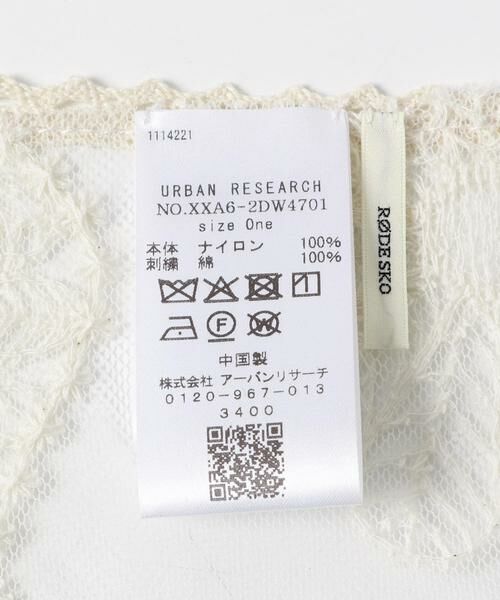 1114221
URBAN RESEARCH
NO.XXA6-2DW4701
size One
本体 ナイロン 100%
刺繍 綿 100%
中国製
株式会社 アーバンリサーチ
0120-967-013
3400
RØDE SKO